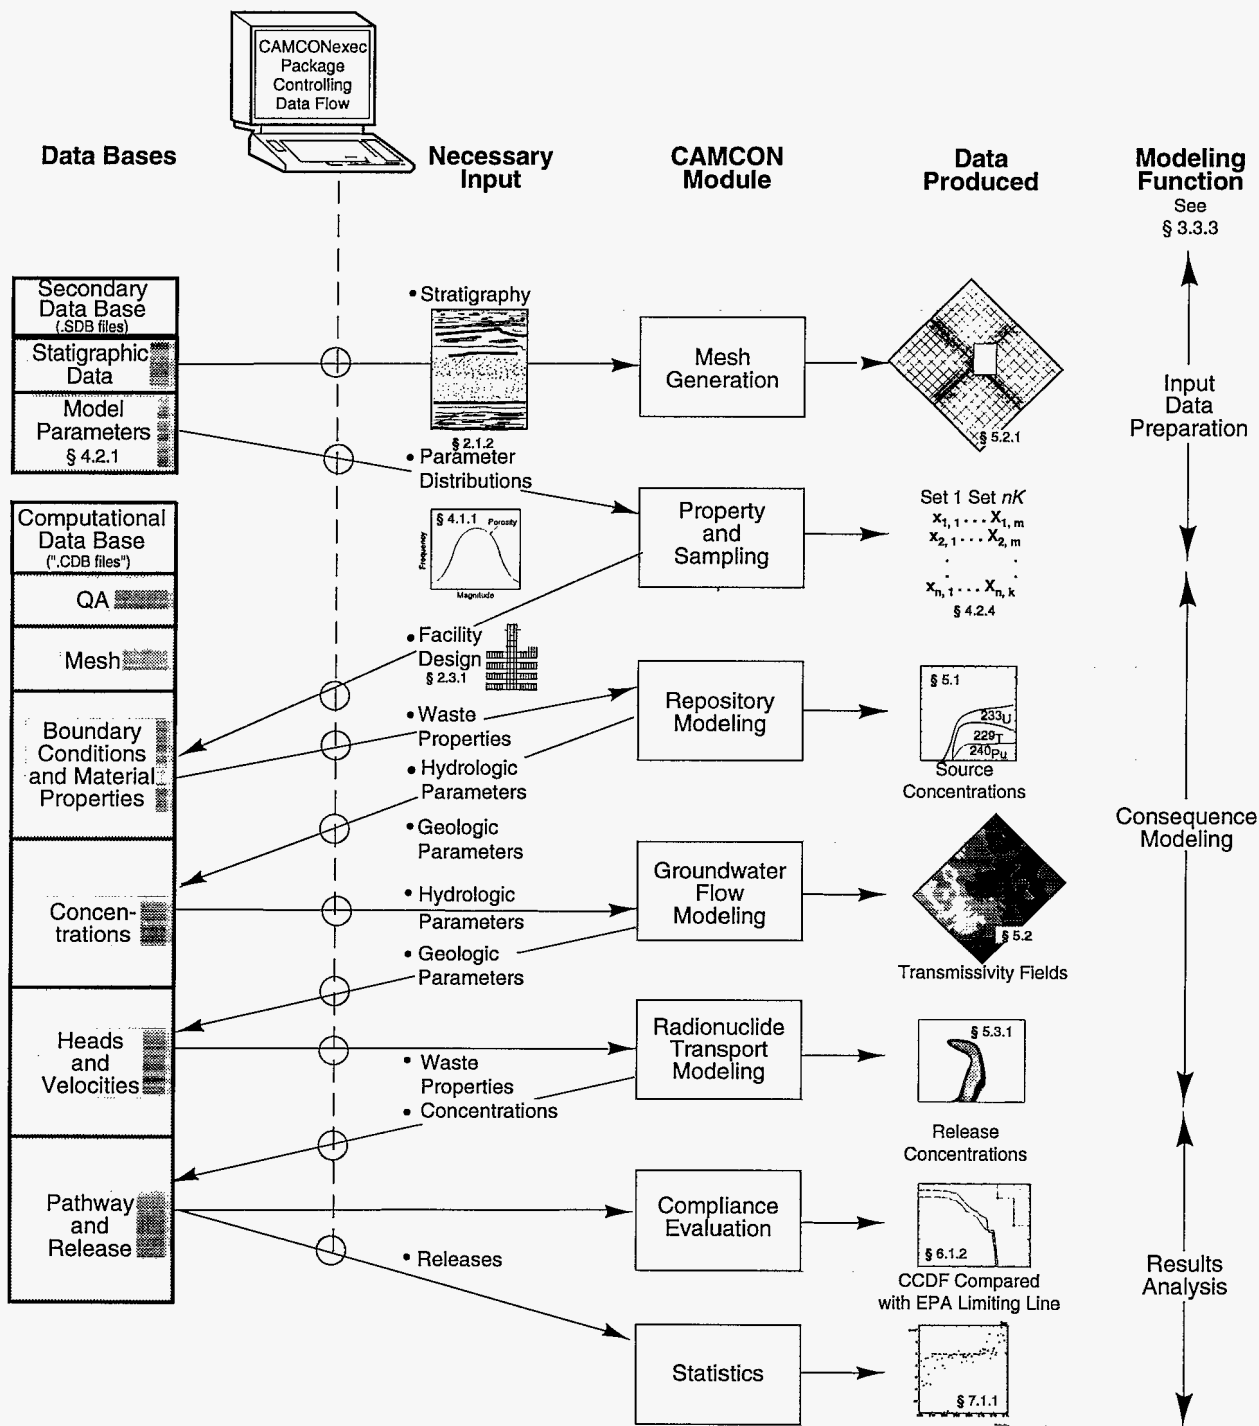 CAMCONexec
Package
Controlling
Data Flow
Data Bases
Necessary
Input
CAMCON
Module
Data
Produced
Modeling
Function
See
§ 3.3.3
Secondary
Data Base
(.SDB files)
Statigraphic
Data
Model
Parameters
§ 4.2.1
Computational
Data Base
(".CDB files")
QA
Mesh
Boundary
Conditions
and Material
Properties
Concen-
trations
Heads
and
Velocities
Pathway
and
Release
• Stratigraphy
§ 2.1.2
• Parameter
Distributions
§ 4.1.1
Porosity
Frequency
Magnitude
• Facility
Design
§ 2.3.1
• Waste
Properties
• Hydrologic
Parameters
• Geologic
Parameters
• Hydrologic
Parameters
• Geologic
Parameters
• Waste
Properties
• Concentrations
• Releases
Mesh
Generation
Property
and
Sampling
Repository
Modeling
Groundwater
Flow
Modeling
Radionuclide
Transport
Modeling
Compliance
Evaluation
Statistics
§ 5.2.1
Set 1 Set nK
x1, 1 . . . X1, m
x2, 1 . . . X2, m
. .
. .
xn, 1 . . . . Xn, k
§ 4.2.4
§ 5.1
233U
229T
240Pu
Source
Concentrations
§ 5.2
Transmissivity Fields
§ 5.3.1
Release
Concentrations
§ 6.1.2
CCDF Compared
with EPA Limiting Line
§ 7.1.1
Input
Data
Preparation
Consequence
Modeling
Results
Analysis